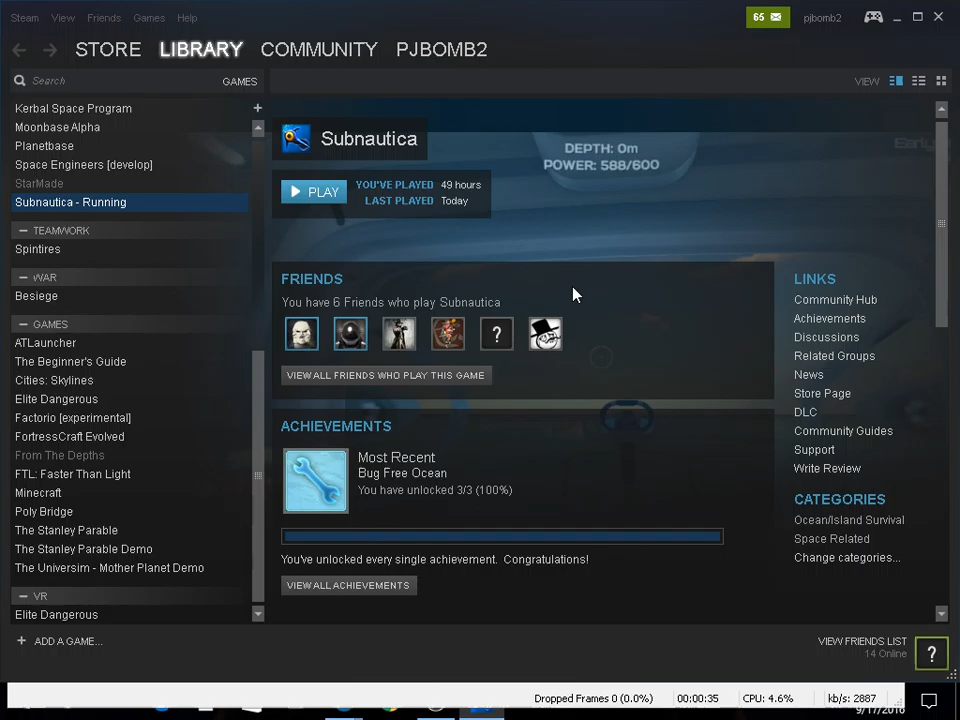 Steam View Friends Games Help
65
pjbomb2
STORE LIBRARY COMMUNITY PJBOMB2
Search
GAMES
VIEW
Kerbal Space Program
Moonbase Alpha
Planetbase
Space Engineers [develop]
StarMade
Subnautica - Running
TEAMWORK
Spintires
WAR
Besiege
GAMES
ATLauncher
The Beginner's Guide
Cities: Skylines
Elite Dangerous
Factorio [experimental]
FortressCraft Evolved
From The Depths
FTL: Faster Than Light
Minecraft
Poly Bridge
The Stanley Parable
The Stanley Parable Demo
The Universim - Mother Planet Demo
VR
Elite Dangerous
+ ADD A GAME...
Subnautica
DEPTH: 0m
POWER: 588/600
PLAY
YOU'VE PLAYED 49 hours
LAST PLAYED Today
FRIENDS
You have 6 Friends who play Subnautica
?
VIEW ALL FRIENDS WHO PLAY THIS GAME
ACHIEVEMENTS
Most Recent
Bug Free Ocean
You have unlocked 3/3 (100%)
You've unlocked every single achievement. Congratulations!
VIEW ALL ACHIEVEMENTS
LINKS
Community Hub
Achievements
Discussions
Related Groups
News
Store Page
DLC
Community Guides
Support
Write Review
CATEGORIES
Ocean/Island Survival
Space Related
Change categories...
VIEW FRIENDS LIST
14 Online
?
Dropped Frames 0 (0.0%) 00:00:35 CPU: 4.6% kb/s: 2887